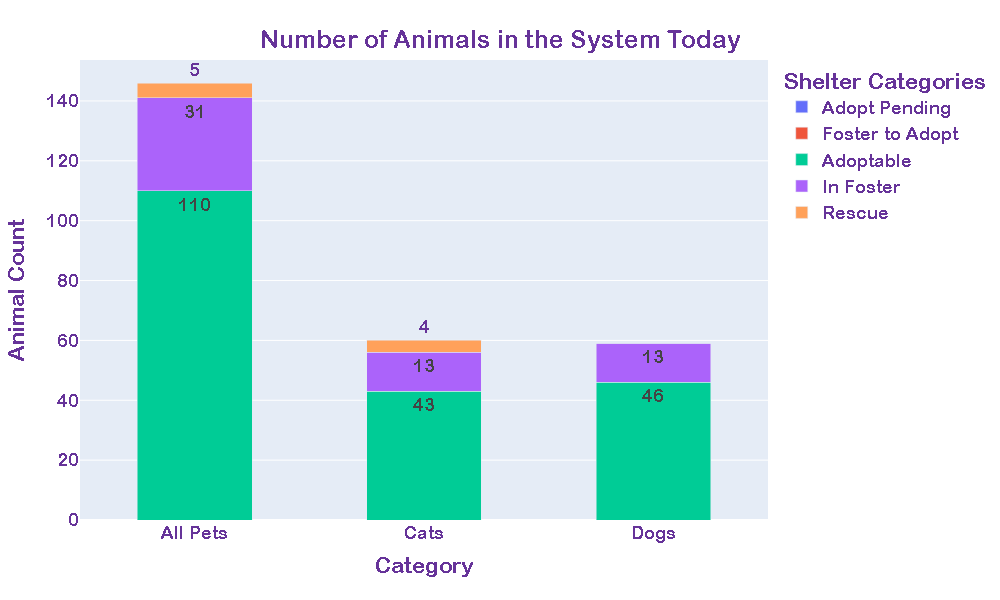 Number of Animals in the System Today
Shelter Categories
Adopt Pending
Foster to Adopt
Adoptable
In Foster
Rescue
Animal Count
140
120
100
80
60
40
20
0
5
31
110
4
13
43
13
46
All Pets
Cats
Dogs
Category